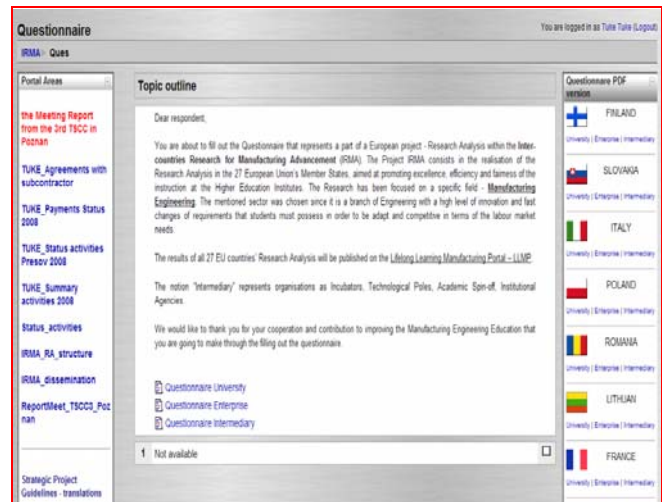 Questionnaire
You are logged in as Tuke Tuke (Logout)
IRMA> Ques
Portal Areas
the Meeting Report
from the 3rd TSCC in
Poznan
TUKE_Agreements with
subcontractor
TUKE_Payments Status
2008
TUKE_Status activities
Presov 2008
TUKE_Summary
activities 2008
Status_activities
IRMA_RA_structure
IRMA_dissemination
ReportMeet_TSCC3_Poz
nan
Strategic Project
Guidelines - translations
Topic outline
Dear respondent,
You are about to fill out the Questionnaire that represents a part of a European project - Research Analysis within the Inter-
countries Research for Manufacturing Advancement (IRMA). The Project IRMA consists in the realisation of the
Research Analysis in the 27 European Union's Member States, aimed at promoting excellence, efficiency and fairness of the
instruction at the Higher Education Institutes. The Research has been focused on a specific field - Manufacturing
Engineering. The mentioned sector was chosen since it is a branch of Engineering with a high level of innovation and fast
changes of requirements that students must possess in order to be adapt and competitive in terms of the labour market
needs.
The results of all 27 EU countries' Research Analysis will be published on the Lifelong Learning Manufacturing Portal – LLMP.
The notion "Intermediary" represents organisations as Incubators, Technological Poles, Academic Spin-off, Institutional
Agencies.
We would like to thank you for your cooperation and contribution to improving the Manufacturing Engineering Education that
you are going to make through the filling out the questionnaire.
Questionnaire University
Questionnaire Enterprise
Questionnaire Intermediary
1 Not available
Questionnare PDF
version
FINLAND
University | Enterprise | Intermediary
SLOVAKIA
University | Enterprise | Intermediary
ITALY
University | Enterprise | Intermediary
POLAND
University | Enterprise | Intermediary
ROMANIA
University | Enterprise | Intermediary
LITHUAN
University | Enterprise | Intermediary
FRANCE
University | Enterprise | Intermediary